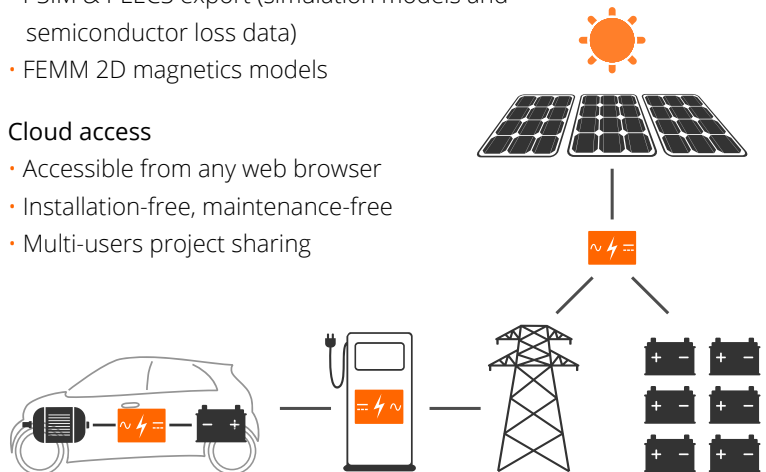 semiconductor loss data)
• FEMM 2D magnetics models
Cloud access
• Accessible from any web browser
• Installation-free, maintenance-free
• Multi-users project sharing